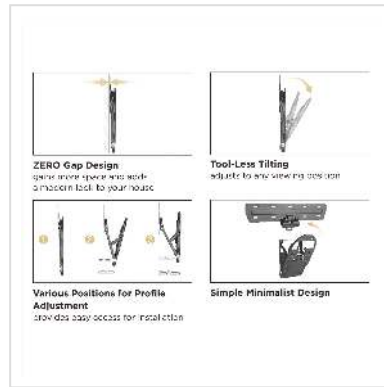 ZERO Gap Design
gains more space and adds
a modern look to your house
Tool-Less Tilting
adjusts to any viewing position
Various Positions for Profile
Adjustment
provides easy access for installation
Simple Minimalist Design